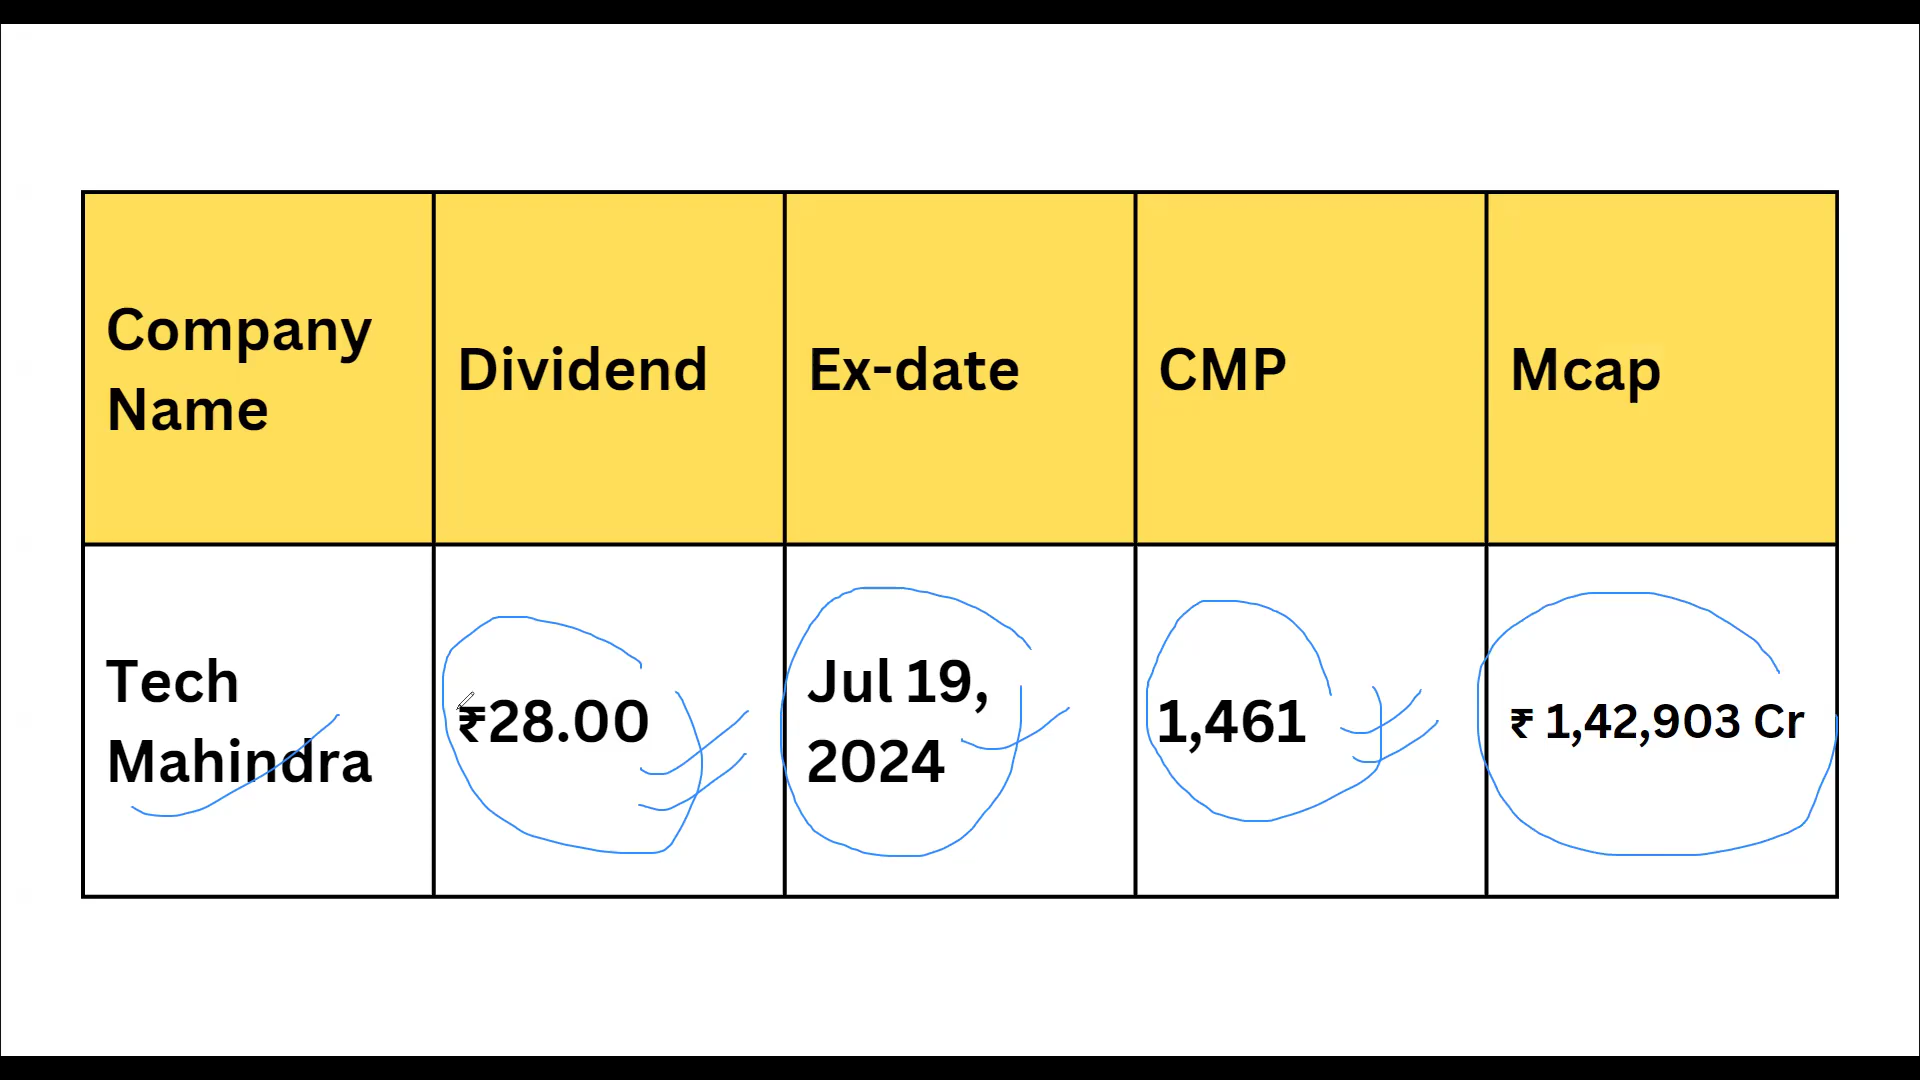 Company
Name
Dividend
Ex-date
CMP
Mcap
Tech
Mahindra
₹28.00
Jul 19,
2024
1,461
₹ 1,42,903 Cr